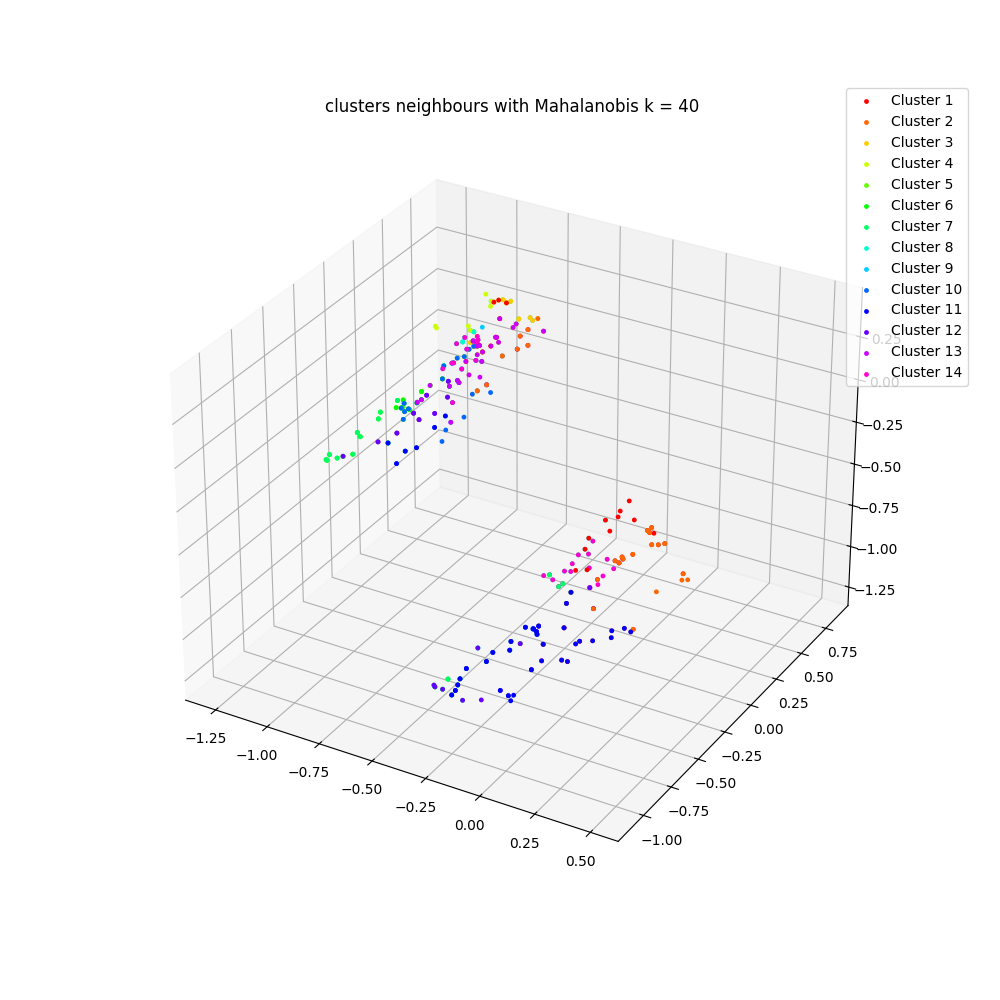 clusters neighbours with Mahalanobis k = 40
Cluster 1
Cluster 2
Cluster 3
Cluster 4
Cluster 5
Cluster 6
Cluster 7
Cluster 8
Cluster 9
Cluster 10
Cluster 11
Cluster 12
Cluster 13
Cluster 14
0.25
0.00
−0.25
−0.50
−0.75
−1.00
−1.25
0.75
0.50
0.25
0.00
−0.25
−0.50
−0.75
−1.00
−1.25
−1.00
−0.75
−0.50
−0.25
0.00
0.25
0.50